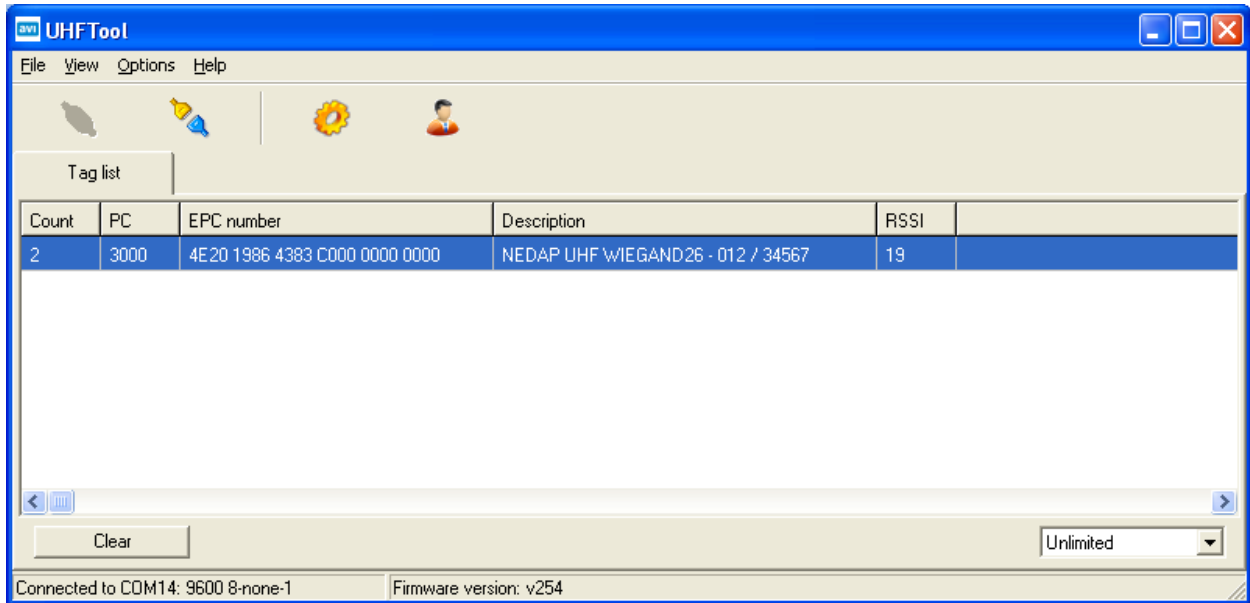 avi UHFTool
File View Options Help
Tag list
Count PC EPC number Description RSSI
2 3000 4E20 1986 4383 C000 0000 0000 NEDAP UHF WIEGAND26 - 012 / 34567 19
Clear Unlimited
Connected to COM14: 9600 8-none-1 Firmware version: v254